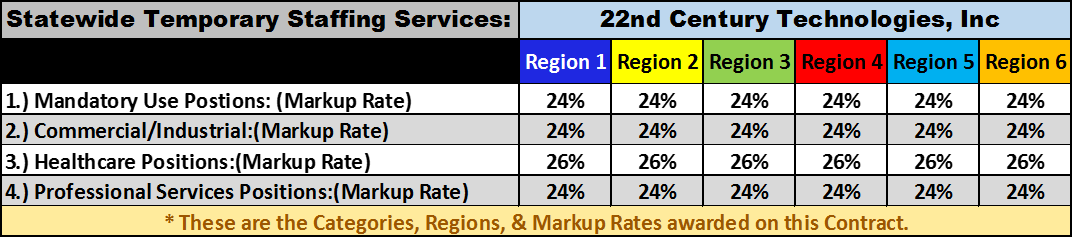 Statewide Temporary Staffing Services: 22nd Century Technologies, Inc
Region 1 Region 2 Region 3 Region 4 Region 5 Region 6
1.) Mandatory Use Postions: (Markup Rate) 24% 24% 24% 24% 24% 24%
2.) Commercial/Industrial:(Markup Rate) 24% 24% 24% 24% 24% 24%
3.) Healthcare Positions:(Markup Rate) 26% 26% 26% 26% 26% 26%
4.) Professional Services Positions:(Markup Rate) 24% 24% 24% 24% 24% 24%
* These are the Categories, Regions, & Markup Rates awarded on this Contract.